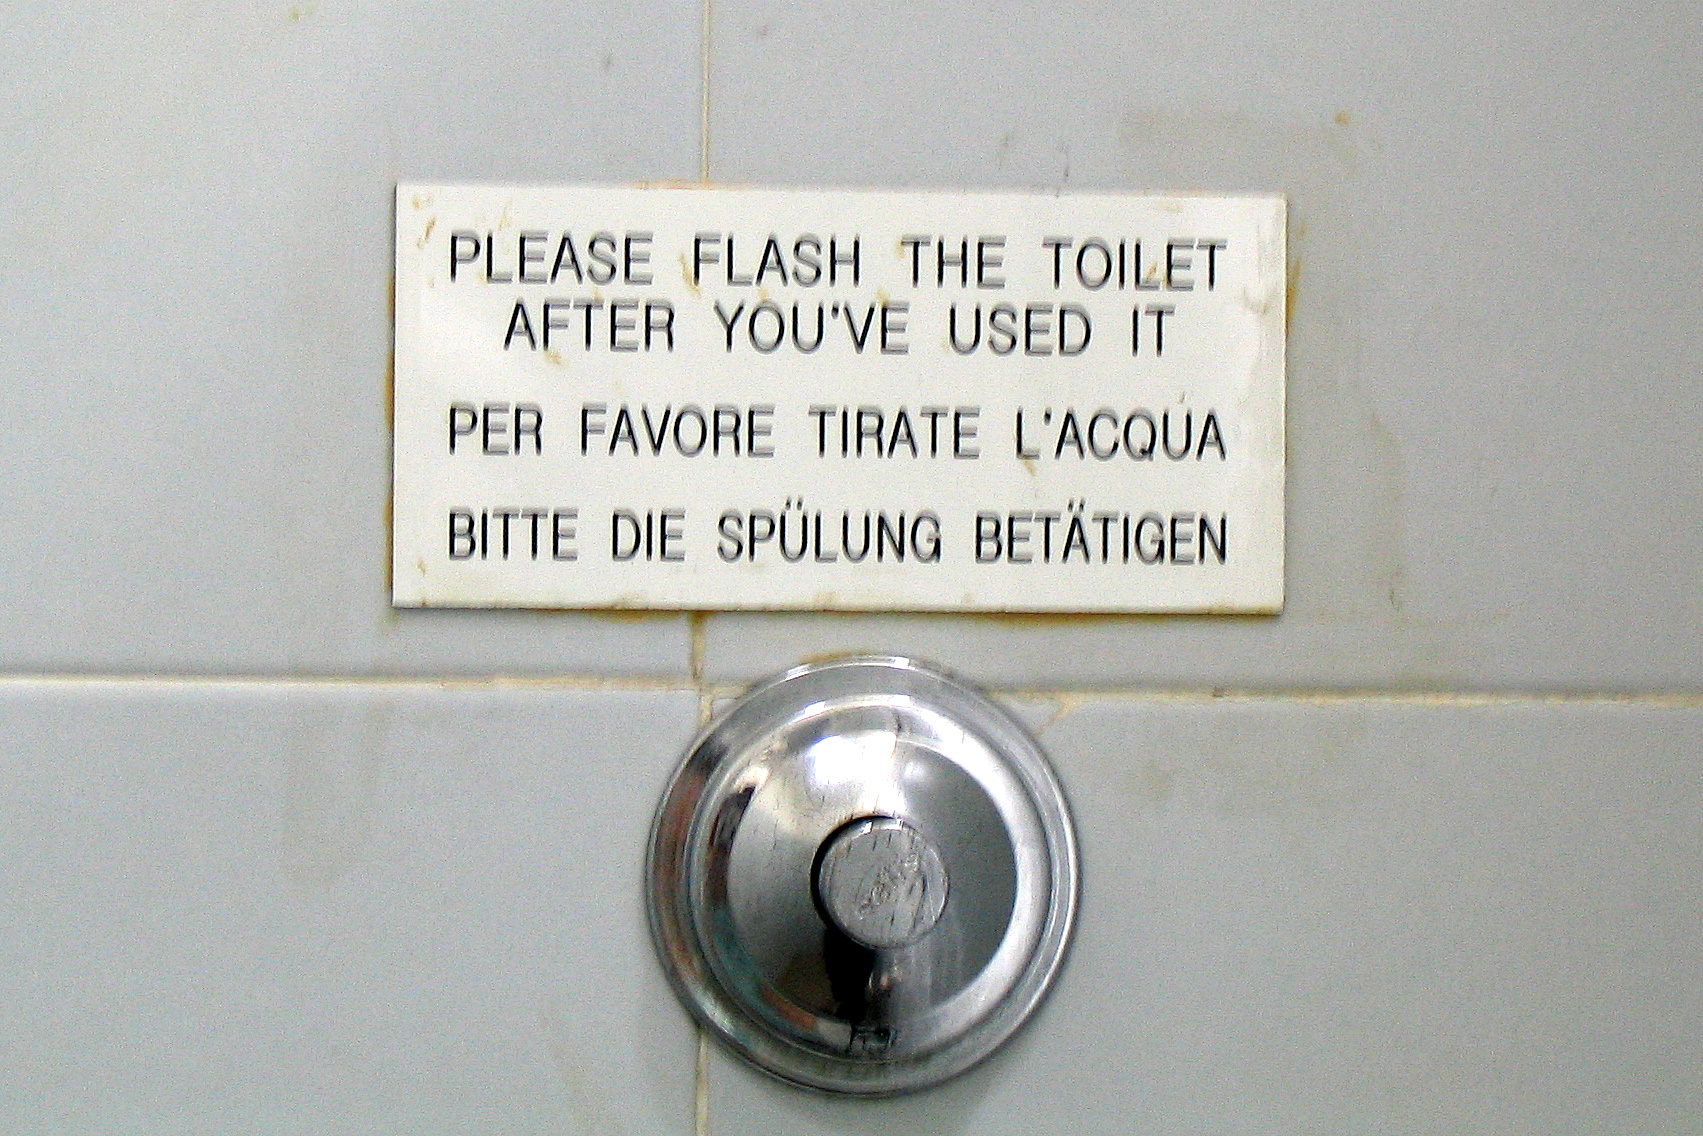 PLEASE FLASH THE TOILET
AFTER YOU'VE USED IT
PER FAVORE TIRATE L'ACQUA
BITTE DIE SPÜLUNG BETÄTIGEN